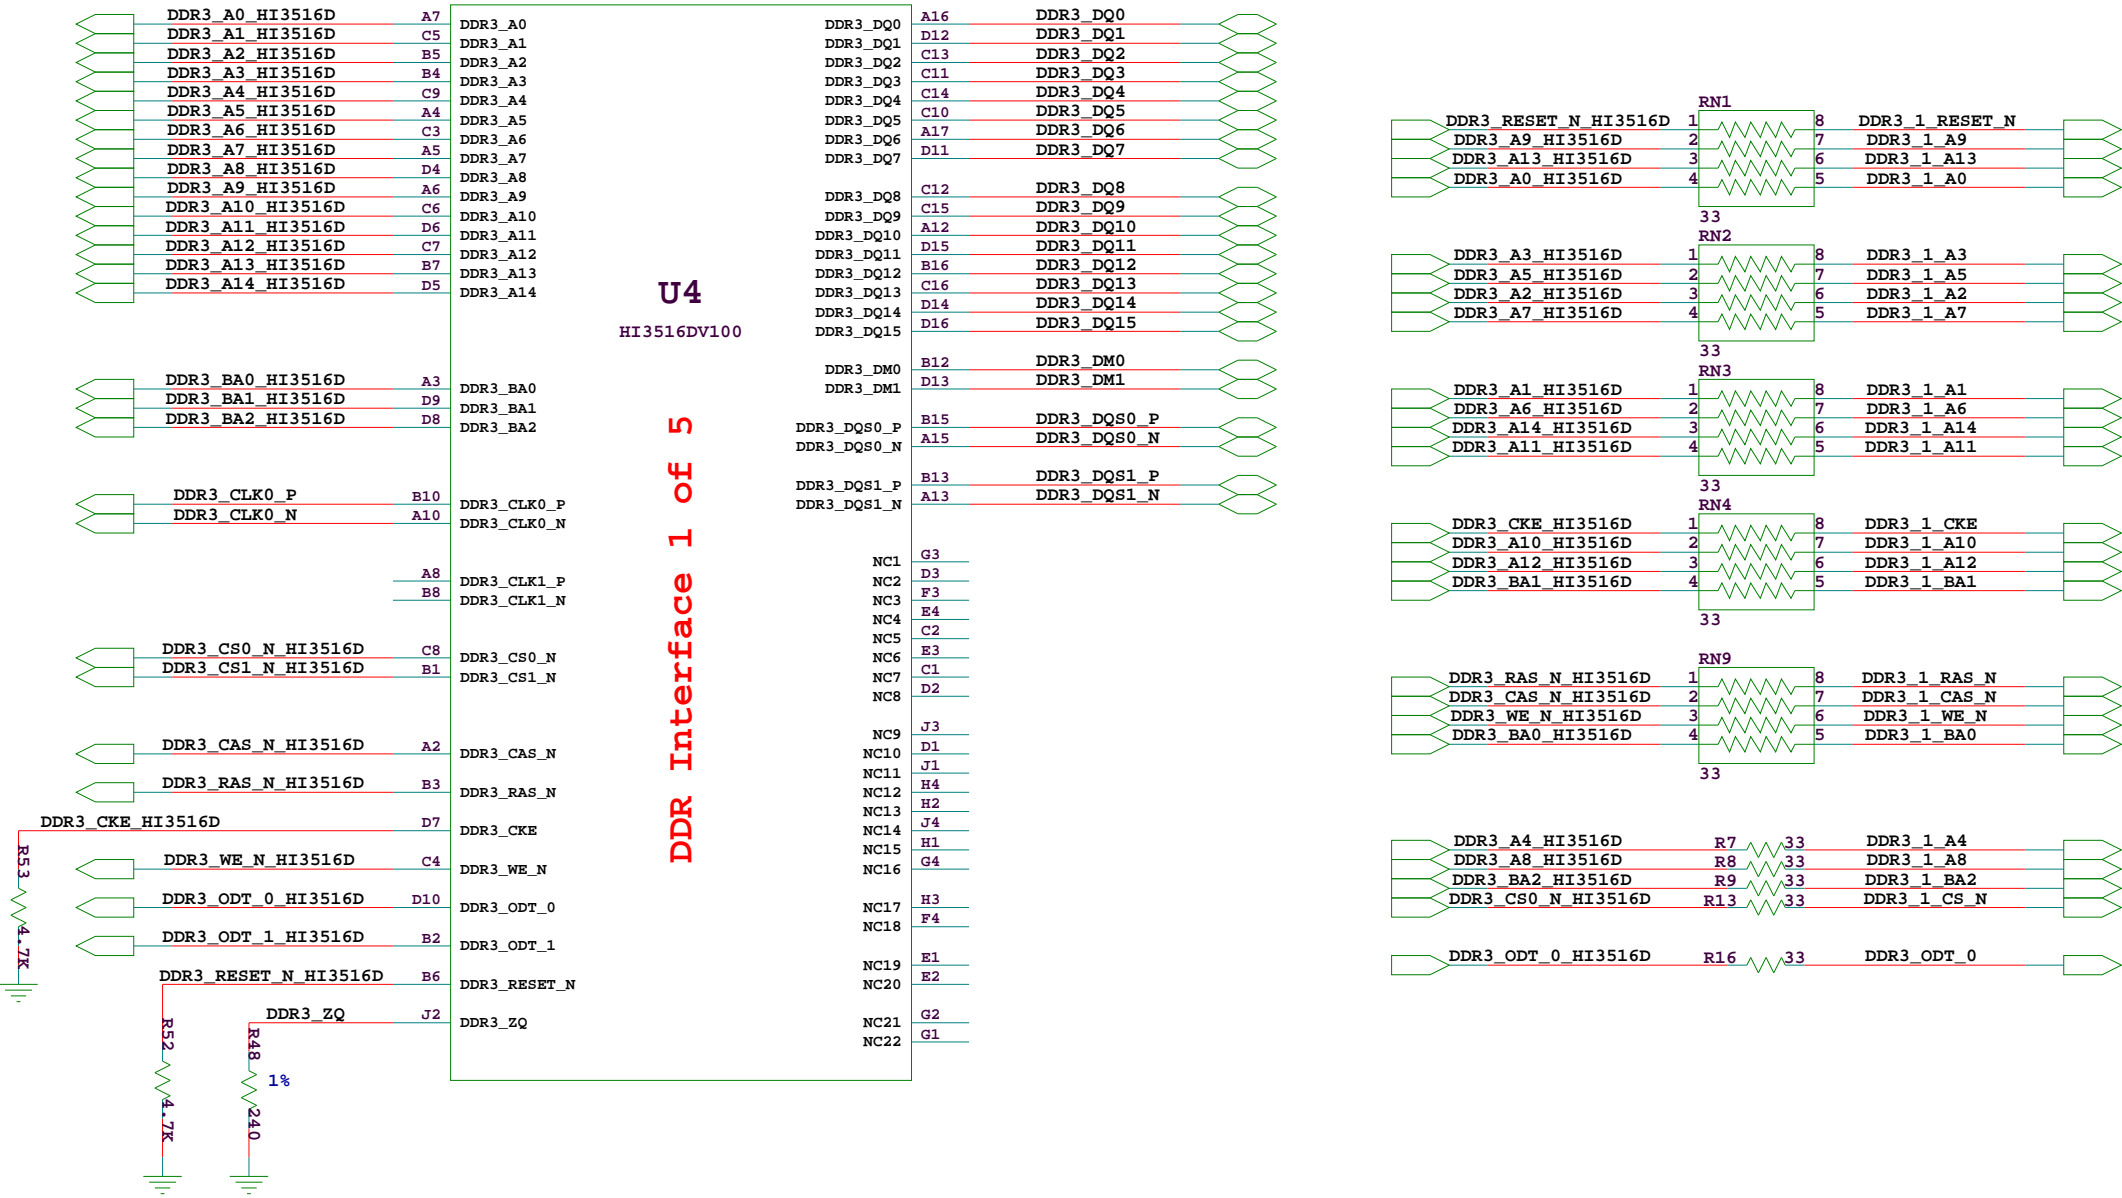 DDR3_A0_HI3516D A7 DDR3_A0
DDR3_A1_HI3516D C5 DDR3_A1
DDR3_A2_HI3516D B5 DDR3_A2
DDR3_A3_HI3516D B4 DDR3_A3
DDR3_A4_HI3516D C9 DDR3_A4
DDR3_A5_HI3516D A4 DDR3_A5
DDR3_A6_HI3516D C3 DDR3_A6
DDR3_A7_HI3516D A5 DDR3_A7
DDR3_A8_HI3516D D4 DDR3_A8
DDR3_A9_HI3516D A6 DDR3_A9
DDR3_A10_HI3516D C6 DDR3_A10
DDR3_A11_HI3516D D6 DDR3_A11
DDR3_A12_HI3516D C7 DDR3_A12
DDR3_A13_HI3516D B7 DDR3_A13
DDR3_A14_HI3516D D5 DDR3_A14
DDR3_BA0_HI3516D A3 DDR3_BA0
DDR3_BA1_HI3516D D9 DDR3_BA1
DDR3_BA2_HI3516D D8 DDR3_BA2
DDR3_CLK0_P B10 DDR3_CLK0_P
DDR3_CLK0_N A10 DDR3_CLK0_N
A8 DDR3_CLK1_P
B8 DDR3_CLK1_N
DDR3_CS0_N_HI3516D C8 DDR3_CS0_N
DDR3_CS1_N_HI3516D B1 DDR3_CS1_N
DDR3_CAS_N_HI3516D A2 DDR3_CAS_N
DDR3_RAS_N_HI3516D B3 DDR3_RAS_N
DDR3_CKE_HI3516D D7 DDR3_CKE
DDR3_WE_N_HI3516D C4 DDR3_WE_N
DDR3_ODT_0_HI3516D D10 DDR3_ODT_0
DDR3_ODT_1_HI3516D B2 DDR3_ODT_1
DDR3_RESET_N_HI3516D B6 DDR3_RESET_N
DDR3_ZQ J2 DDR3_ZQ
R53
4.7K
R52
4.7K
R48
1%
240
U4
HI3516DV100
DDR Interface 1 of 5
DDR3_DQ0 A16 DDR3_DQ0
DDR3_DQ1 D12 DDR3_DQ1
DDR3_DQ2 C13 DDR3_DQ2
DDR3_DQ3 C11 DDR3_DQ3
DDR3_DQ4 C14 DDR3_DQ4
DDR3_DQ5 C10 DDR3_DQ5
DDR3_DQ6 A17 DDR3_DQ6
DDR3_DQ7 D11 DDR3_DQ7
DDR3_DQ8 C12 DDR3_DQ8
DDR3_DQ9 C15 DDR3_DQ9
DDR3_DQ10 A12 DDR3_DQ10
DDR3_DQ11 D15 DDR3_DQ11
DDR3_DQ12 B16 DDR3_DQ12
DDR3_DQ13 C16 DDR3_DQ13
DDR3_DQ14 D14 DDR3_DQ14
DDR3_DQ15 D16 DDR3_DQ15
DDR3_DM0 B12 DDR3_DM0
DDR3_DM1 D13 DDR3_DM1
DDR3_DQS0_P B15 DDR3_DQS0_P
DDR3_DQS0_N A15 DDR3_DQS0_N
DDR3_DQS1_P B13 DDR3_DQS1_P
DDR3_DQS1_N A13 DDR3_DQS1_N
NC1 G3
NC2 D3
NC3 F3
NC4 E4
NC5 C2
NC6 E3
NC7 C1
NC8 D2
NC9 J3
NC10 D1
NC11 J1
NC12 H4
NC13 H2
NC14 J4
NC15 H1
NC16 G4
NC17 H3
NC18 F4
NC19 E1
NC20 E2
NC21 G2
NC22 G1
RN1
DDR3_RESET_N_HI3516D 1 8 DDR3_1_RESET_N
DDR3_A9_HI3516D 2 7 DDR3_1_A9
DDR3_A13_HI3516D 3 6 DDR3_1_A13
DDR3_A0_HI3516D 4 5 DDR3_1_A0
33
RN2
DDR3_A3_HI3516D 1 8 DDR3_1_A3
DDR3_A5_HI3516D 2 7 DDR3_1_A5
DDR3_A2_HI3516D 3 6 DDR3_1_A2
DDR3_A7_HI3516D 4 5 DDR3_1_A7
33
RN3
DDR3_A1_HI3516D 1 8 DDR3_1_A1
DDR3_A6_HI3516D 2 7 DDR3_1_A6
DDR3_A14_HI3516D 3 6 DDR3_1_A14
DDR3_A11_HI3516D 4 5 DDR3_1_A11
33
RN4
DDR3_CKE_HI3516D 1 8 DDR3_1_CKE
DDR3_A10_HI3516D 2 7 DDR3_1_A10
DDR3_A12_HI3516D 3 6 DDR3_1_A12
DDR3_BA1_HI3516D 4 5 DDR3_1_BA1
33
RN9
DDR3_RAS_N_HI3516D 1 8 DDR3_1_RAS_N
DDR3_CAS_N_HI3516D 2 7 DDR3_1_CAS_N
DDR3_WE_N_HI3516D 3 6 DDR3_1_WE_N
DDR3_BA0_HI3516D 4 5 DDR3_1_BA0
33
DDR3_A4_HI3516D R7 33 DDR3_1_A4
DDR3_A8_HI3516D R8 33 DDR3_1_A8
DDR3_BA2_HI3516D R9 33 DDR3_1_BA2
DDR3_CS0_N_HI3516D R13 33 DDR3_1_CS_N
DDR3_ODT_0_HI3516D R16 33 DDR3_ODT_0